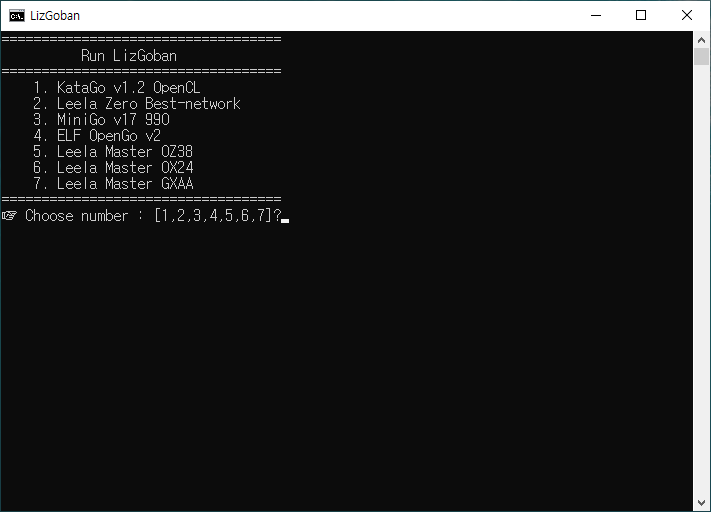 LizGoban
===================================
Run LizGoban
===================================
1. KataGo v1.2 OpenCL
2. Leela Zero Best-network
3. MiniGo v17 990
4. ELF OpenGo v2
5. Leela Master OZ38
6. Leela Master OX24
7. Leela Master GXAA
===================================
☞ Choose number : [1,2,3,4,5,6,7]?